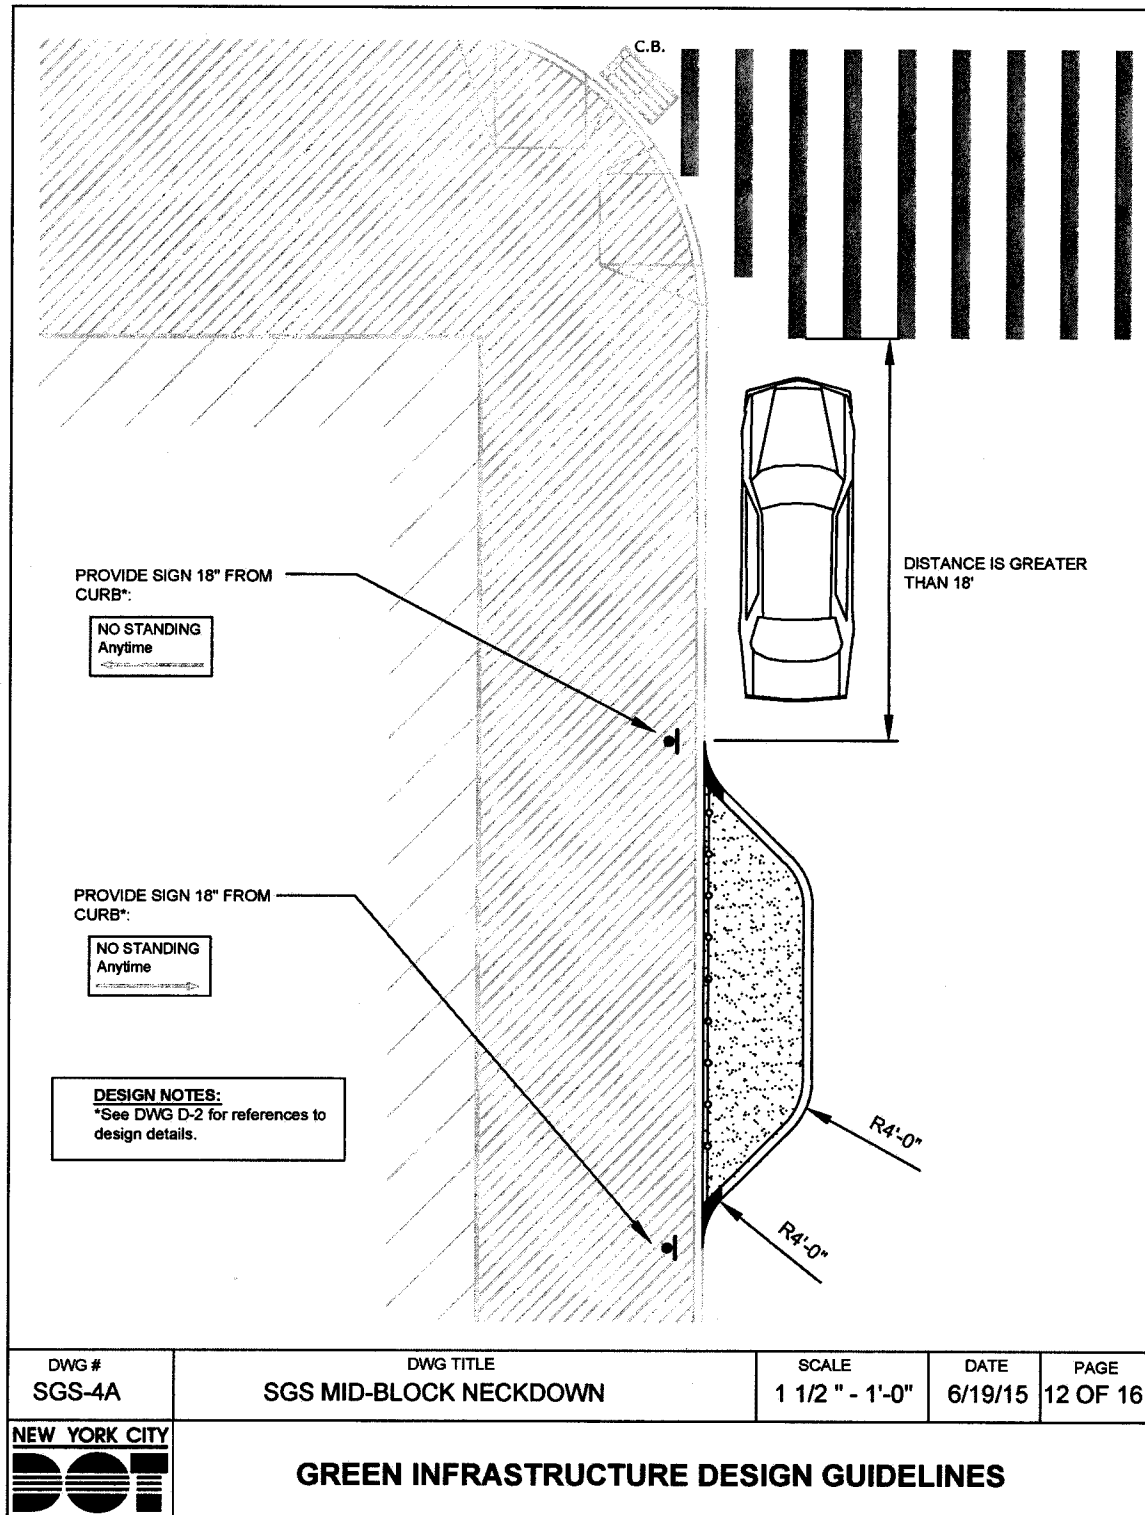 C.B.
DISTANCE IS GREATER
THAN 18'
PROVIDE SIGN 18" FROM
CURB*:
NO STANDING
Anytime
PROVIDE SIGN 18" FROM
CURB*:
NO STANDING
Anytime
DESIGN NOTES:
*See DWG D-2 for references to
design details.
R4'-0"
R4'-0"
DWG #
SGS-4A
DWG TITLE
SGS MID-BLOCK NECKDOWN
SCALE
1 1/2 " - 1'-0"
DATE
6/19/15
PAGE
12 OF 16
NEW YORK CITY
DOT
GREEN INFRASTRUCTURE DESIGN GUIDELINES